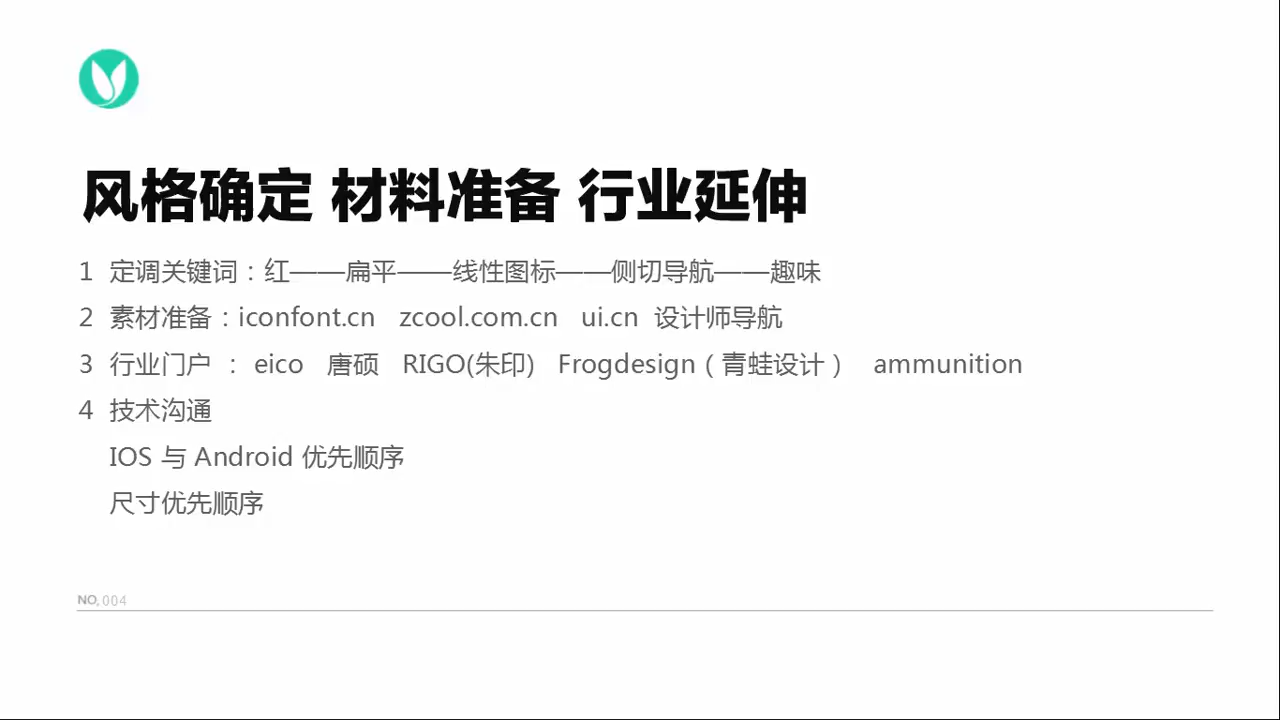 风格确定 材料准备 行业延伸
1 定调关键词：红——扁平——线性图标——侧切导航——趣味
2 素材准备：iconfont.cn zcool.com.cn ui.cn 设计师导航
3 行业门户 ： eico 唐硕 RIGO(朱印) Frogdesign（青蛙设计） ammunition
4 技术沟通
IOS 与 Android 优先顺序
尺寸优先顺序
NO,004